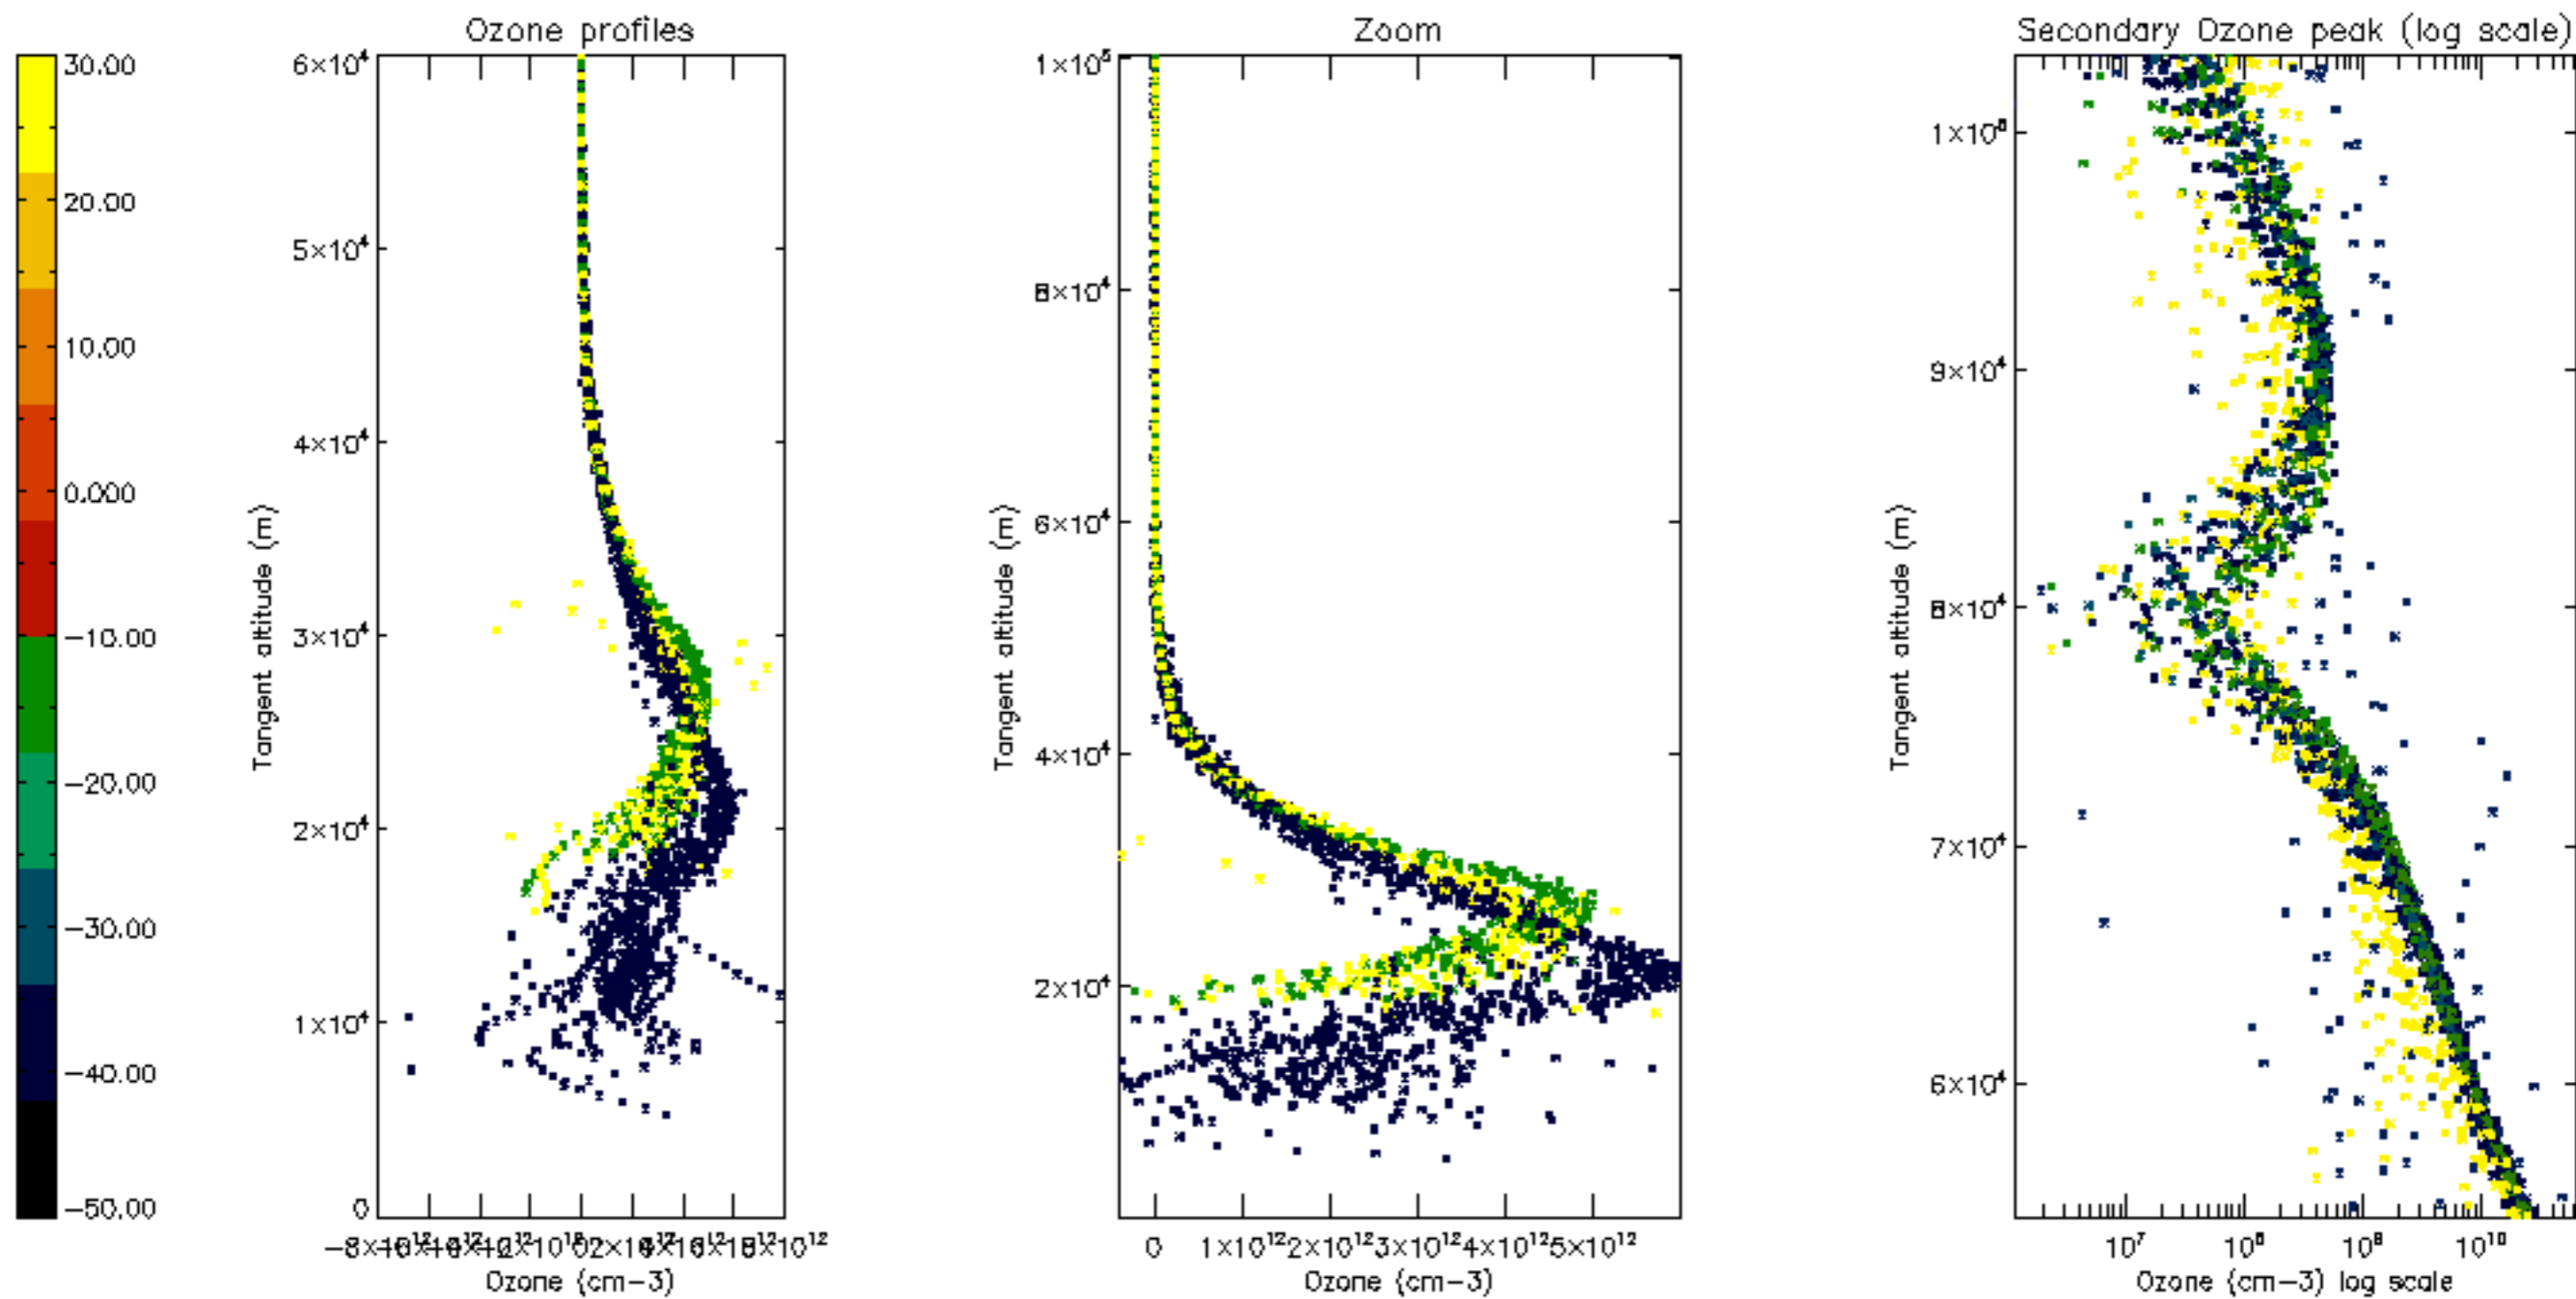 Ozone profiles
Zoom
Secondary Ozone peak (log scale)
30.00
20.00
10.00
0.000
−10.00
−20.00
−30.00
−40.00
−50.00
6×10⁴
5×10⁴
4×10⁴
3×10⁴
2×10⁴
1×10⁴
0
Tangent altitude (m)
Ozone (cm−3)
1×10⁵
8×10⁴
6×10⁴
4×10⁴
2×10⁴
Tangent altitude (m)
0 1×10¹² 2×10¹² 3×10¹² 4×10¹² 5×10¹²
Ozone (cm−3)
9×10⁴
8×10⁴
7×10⁴
6×10⁴
Tangent altitude (m)
10⁷ 10⁸ 10⁹ 10¹⁰
Ozone (cm−3) log scale